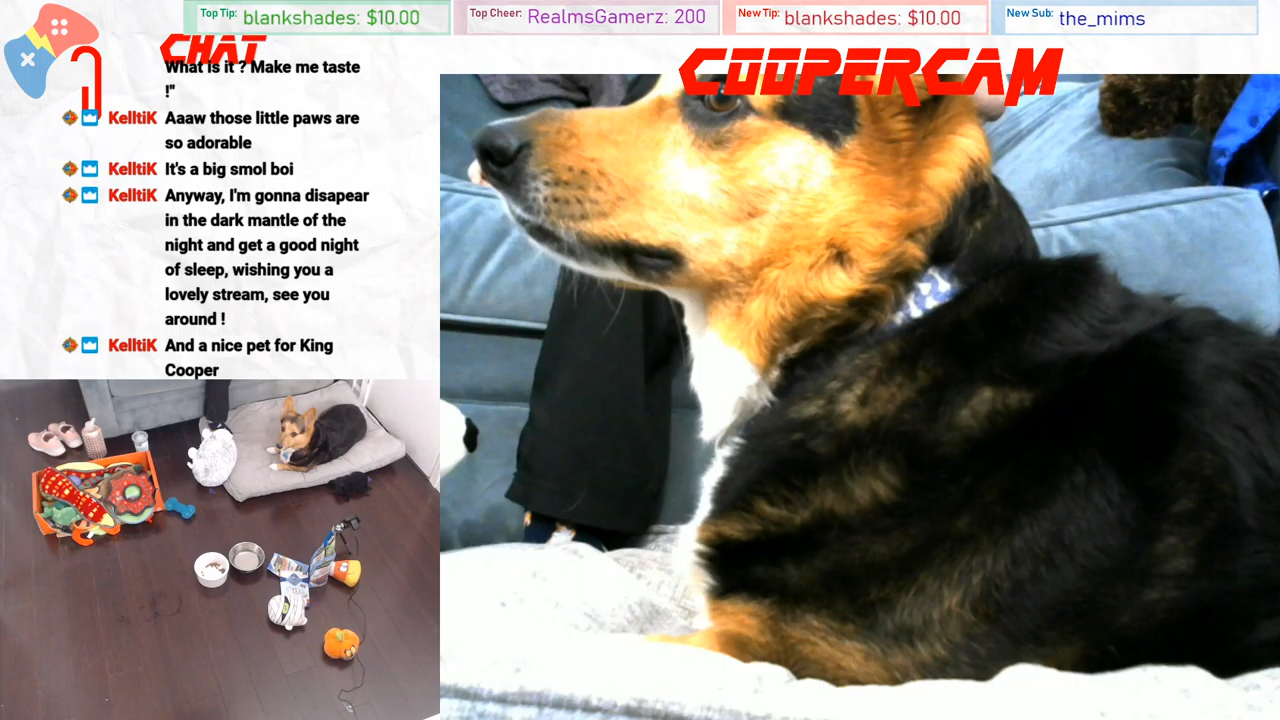 Top Tip: blankshades: $10.00
Top Cheer: RealmsGamerz: 200
New Tip: blankshades: $10.00
New Sub: the_mims
CHAT
COOPERCAM
What is it ? Make me taste
!"
KelltiK Aaaw those little paws are
so adorable
KelltiK It's a big smol boi
KelltiK Anyway, I'm gonna disapear
in the dark mantle of the
night and get a good night
of sleep, wishing you a
lovely stream, see you
around !
KelltiK And a nice pet for King
Cooper